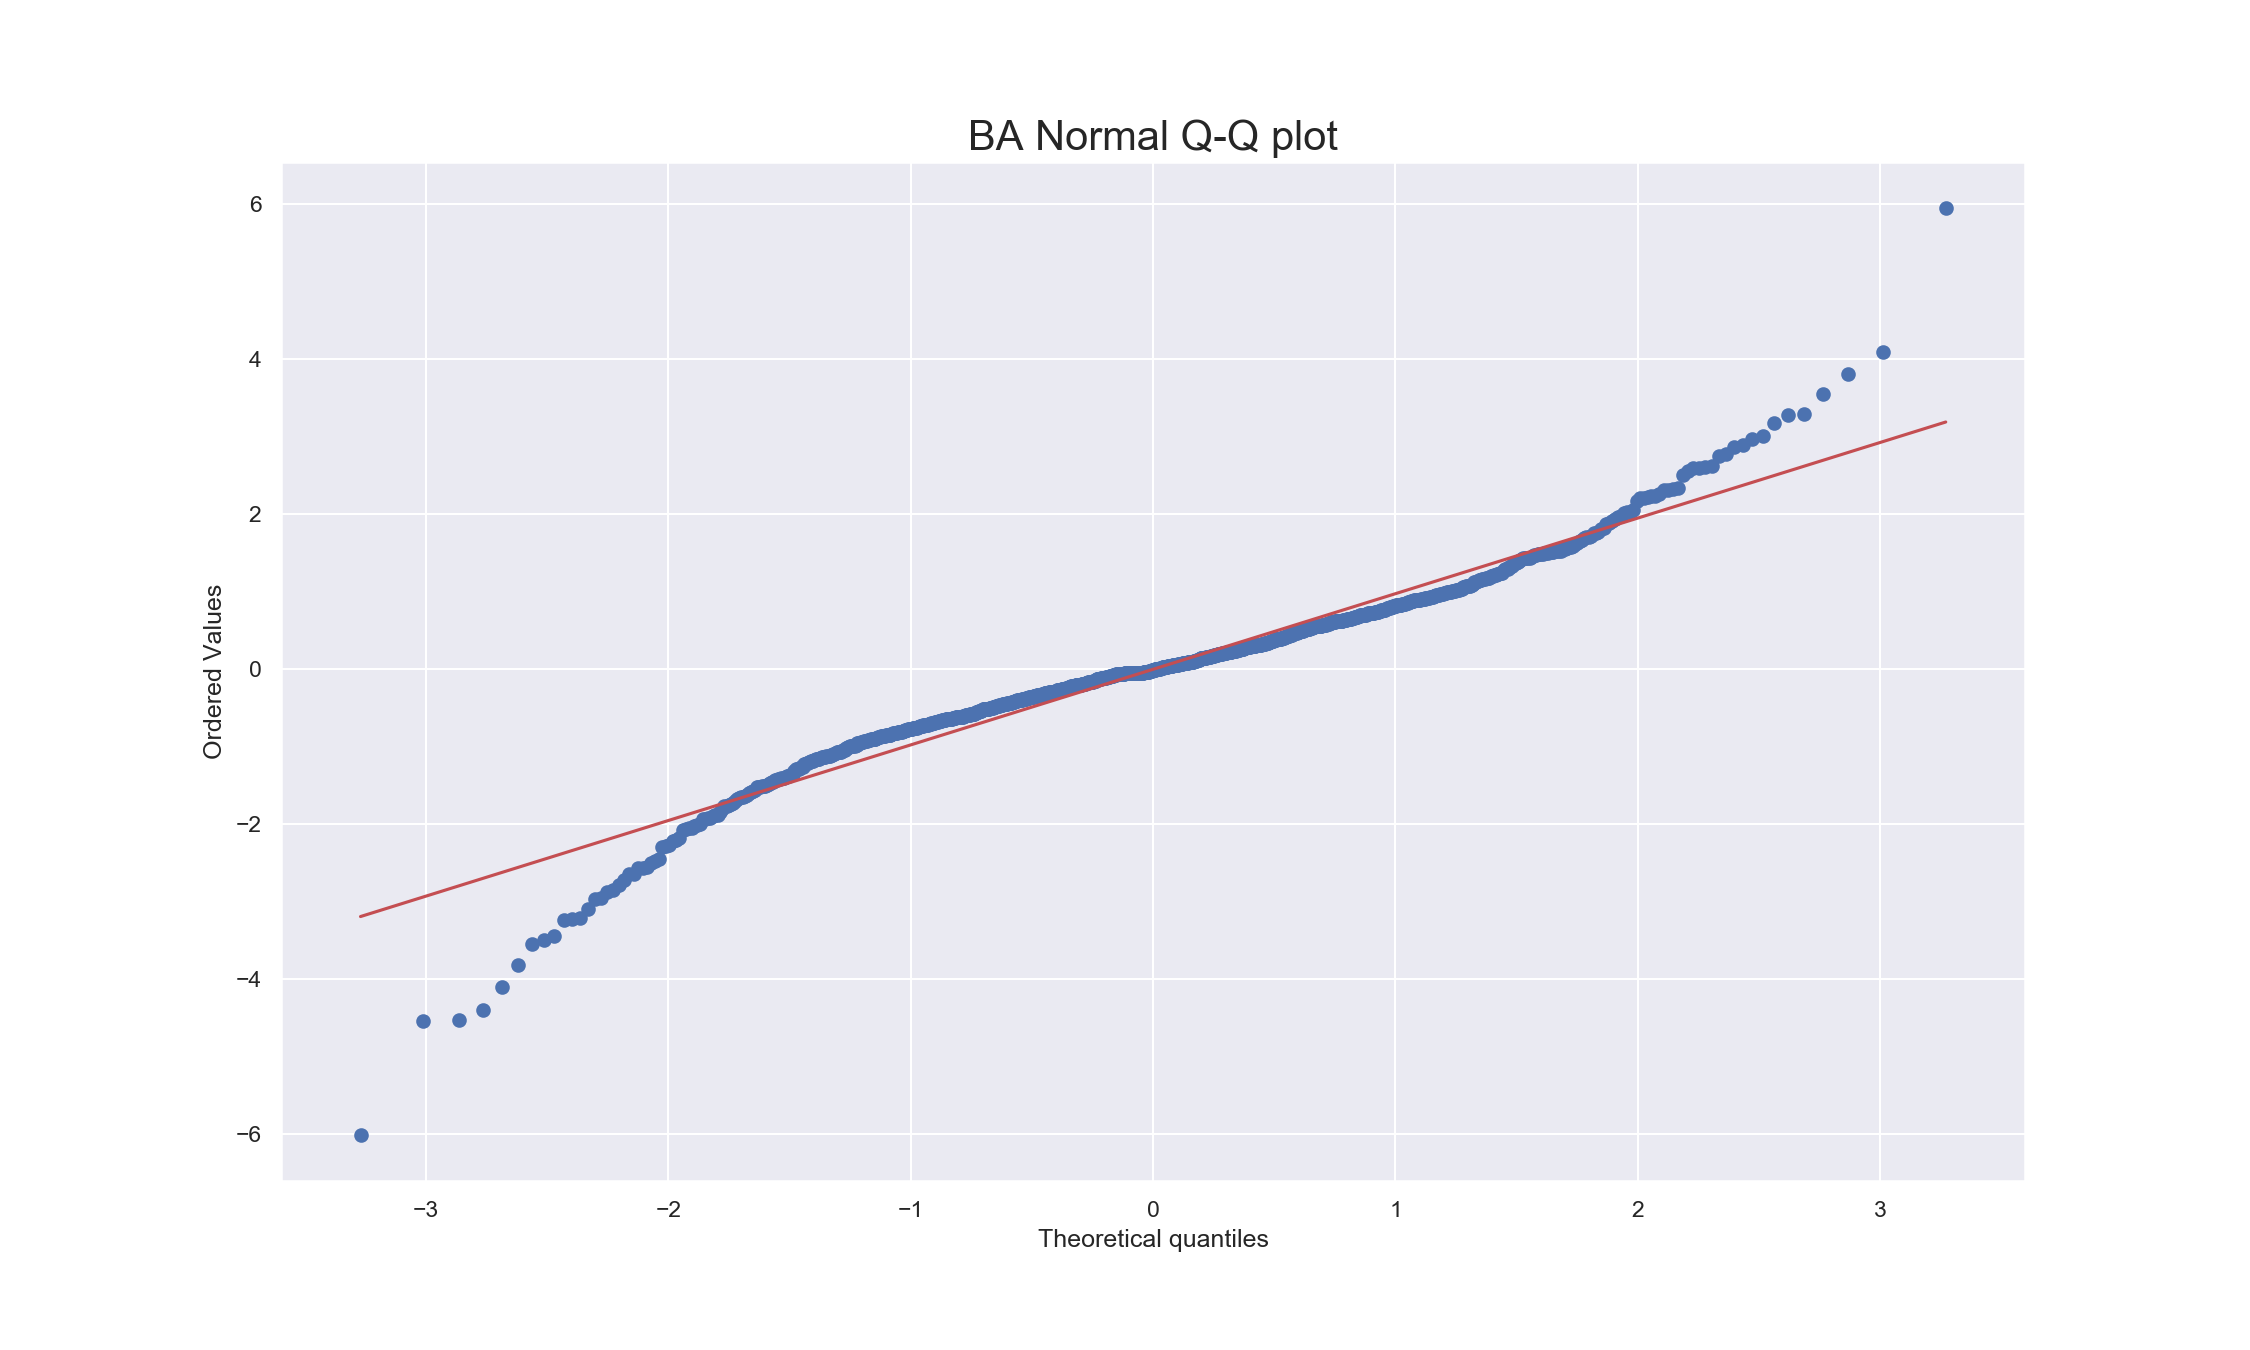 BA Normal Q-Q plot
6
4
2
0
−2
−4
−6
Ordered Values
−3 −2 −1 0 1 2 3
Theoretical quantiles